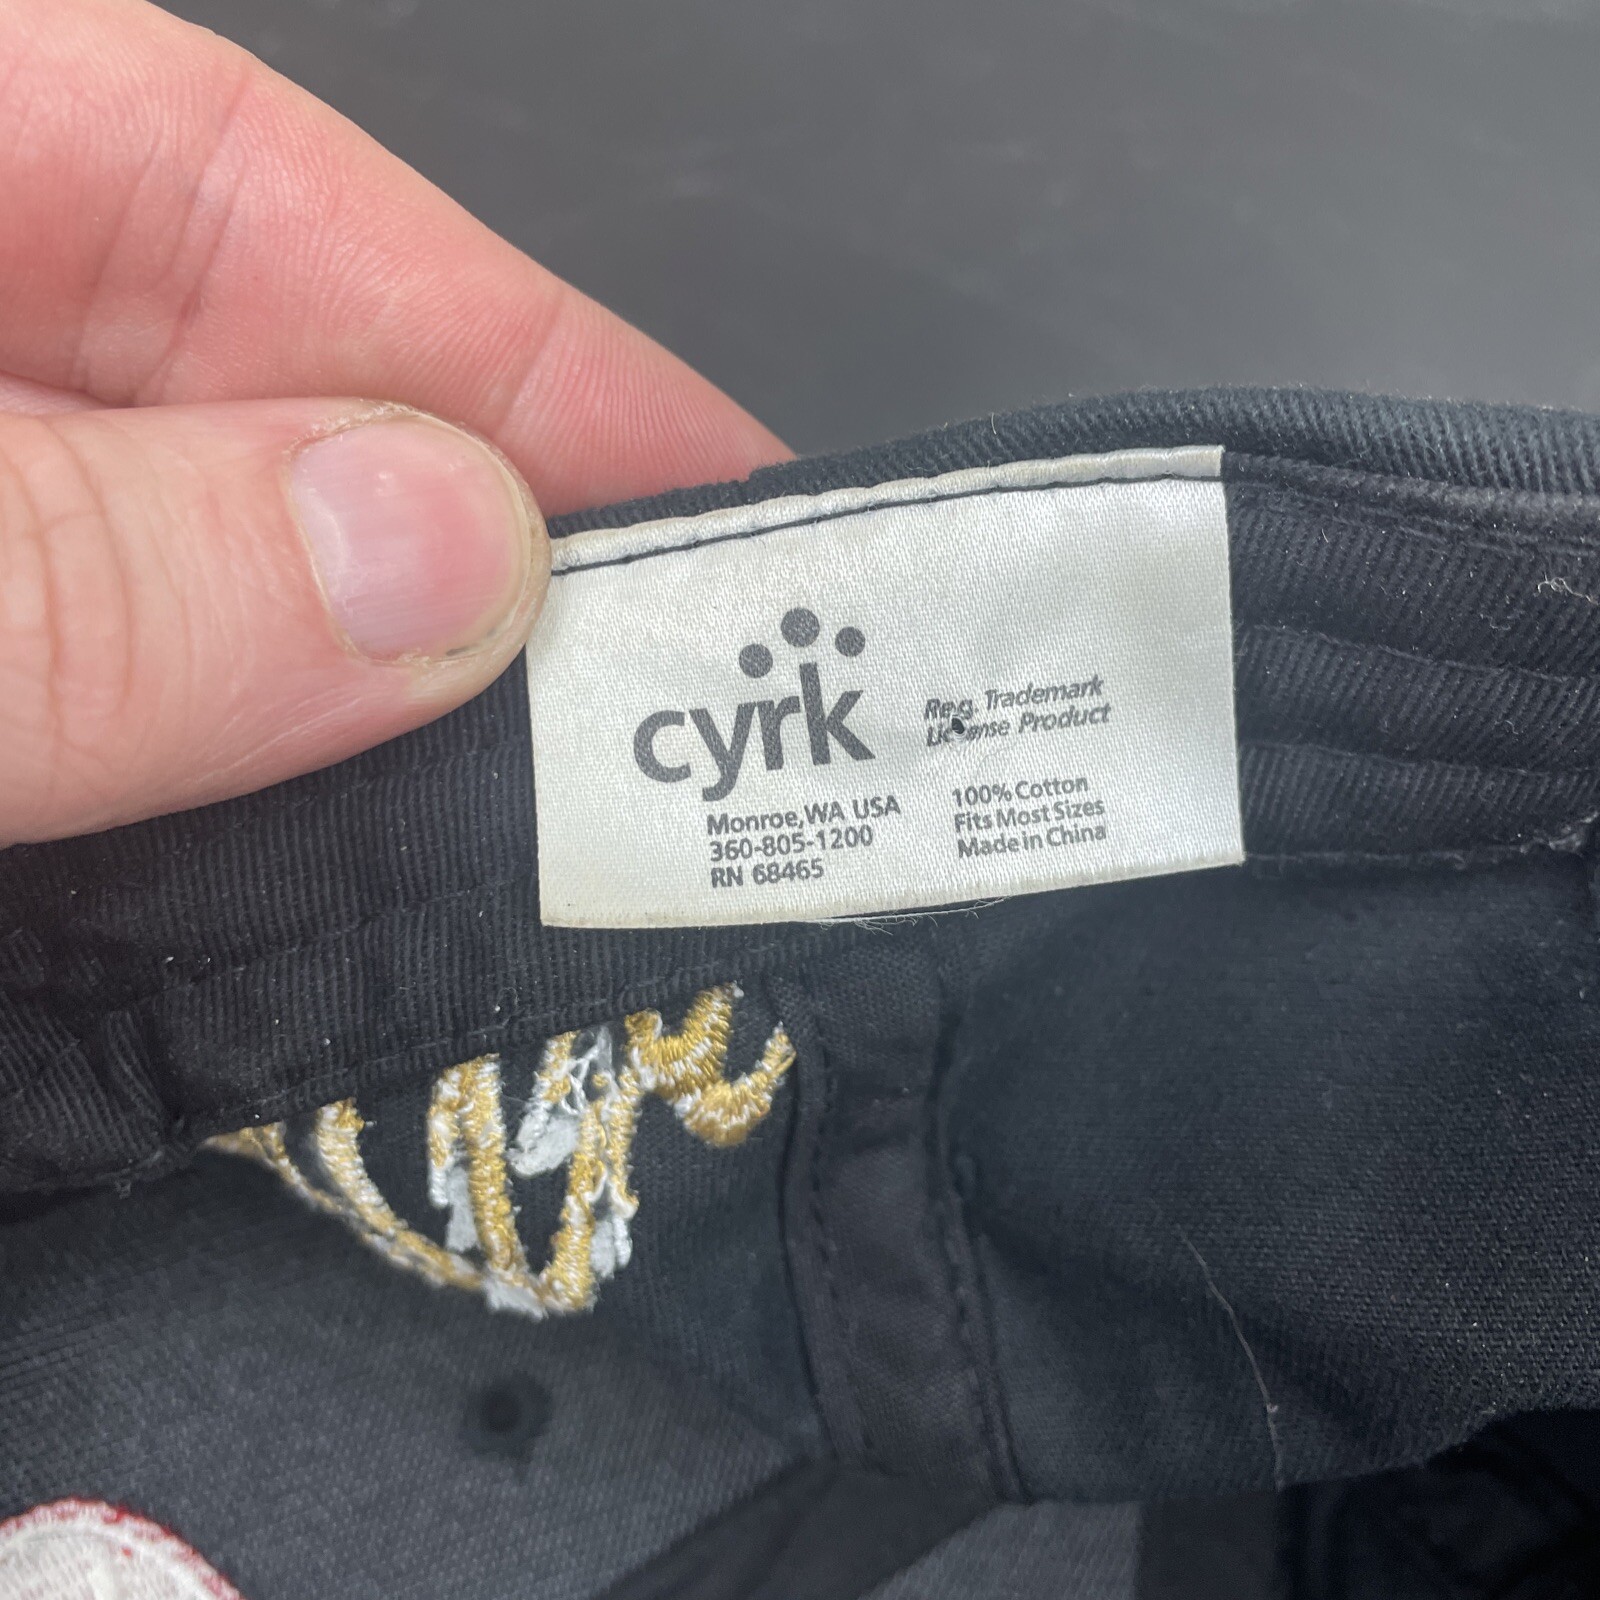 cyrk
Reg. Trademark
License Product
Monroe, WA USA
360-805-1200
RN 68465
100% Cotton
Fits Most Sizes
Made in China